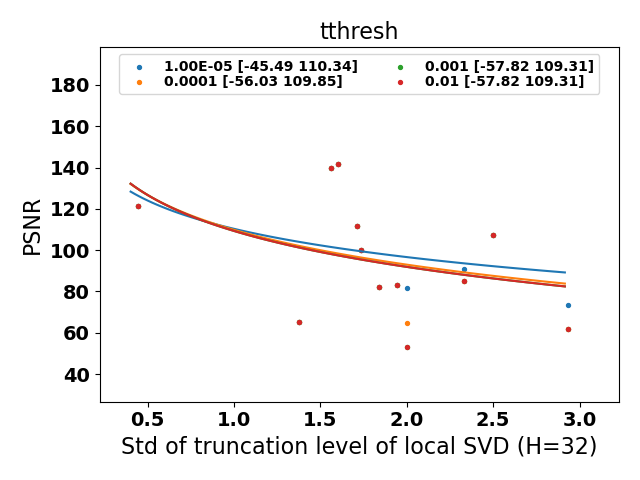 tthresh
1.00E-05 [-45.49 110.34]
0.0001 [-56.03 109.85]
0.001 [-57.82 109.31]
0.01 [-57.82 109.31]
PSNR
180
160
140
120
100
80
60
40
0.5 1.0 1.5 2.0 2.5 3.0
Std of truncation level of local SVD (H=32)